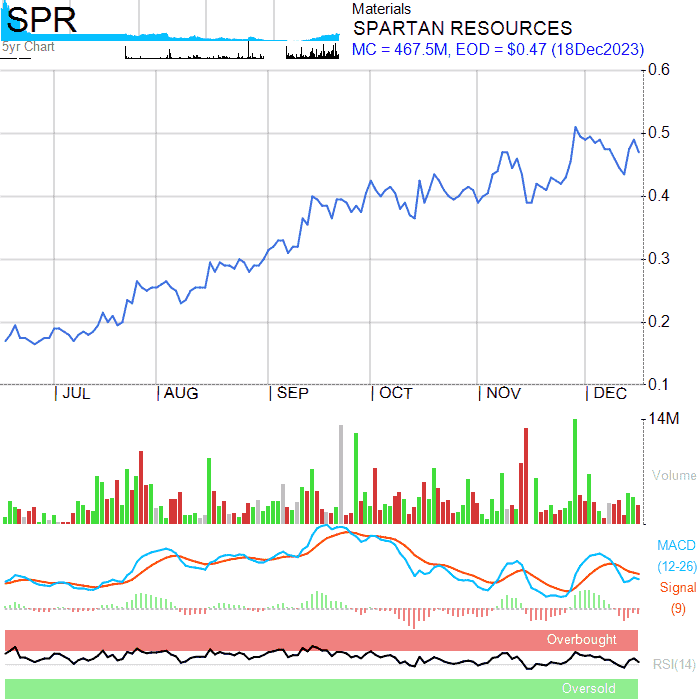 SPR
5yr Chart
Materials
SPARTAN RESOURCES
MC = 467.5M, EOD = $0.47 (18Dec2023)
0.6
0.5
0.4
0.3
0.2
0.1
JUL AUG SEP OCT NOV DEC
14M
Volume
MACD
(12-26)
Signal
(9)
Overbought
RSI(14)
Oversold